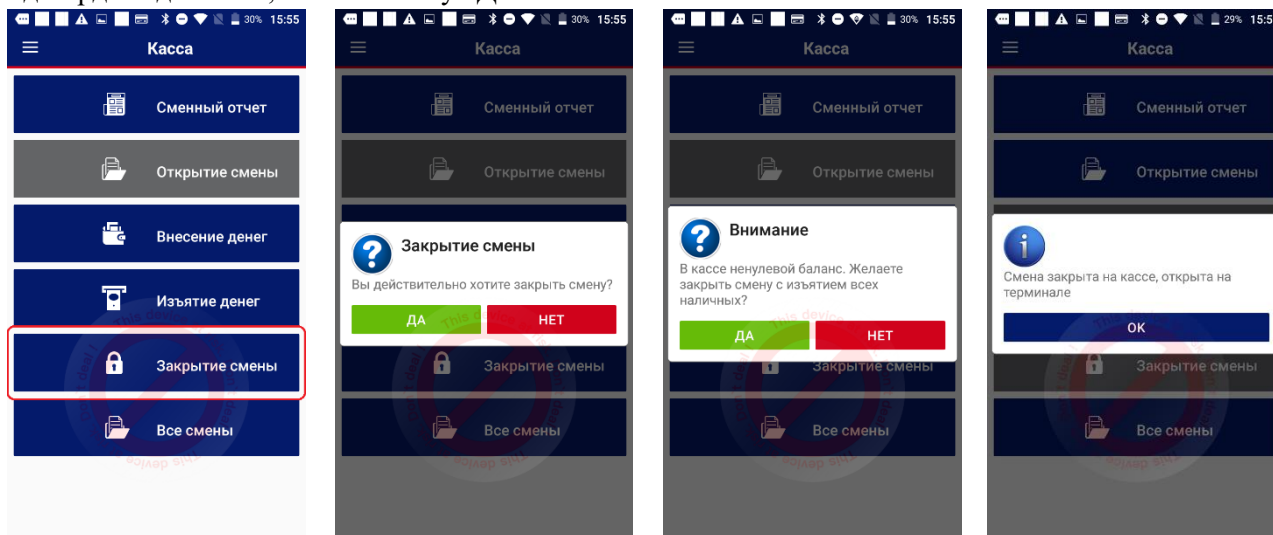 30% 15:55
Касса
Сменный отчет
Открытие смены
Внесение денег
Изъятие денег
Закрытие смены
Все смены
30% 15:55
Касса
Сменный отчет
Открытие смены
Закрытие смены
Вы действительно хотите закрыть смену?
ДА
НЕТ
Закрытие смены
Все смены
30% 15:55
Касса
Сменный отчет
Открытие смены
Внимание
В кассе ненулевой баланс. Желаете
закрыть смену с изъятием всех
наличных?
ДА
НЕТ
Закрытие смены
Все смены
29% 15:5
Касса
Сменный отчет
Открытие смены
Смена закрыта на кассе, открыта на
терминале
OK
Закрытие смены
Все смены